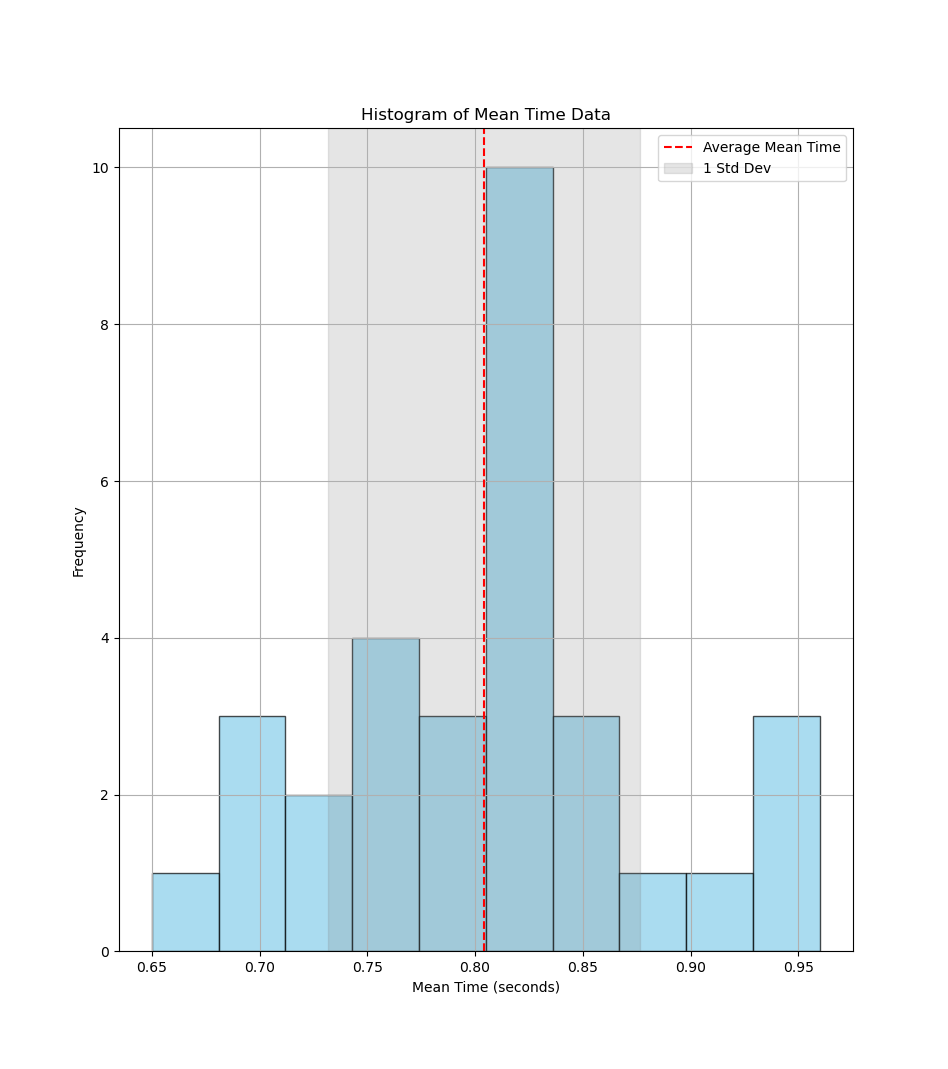 Histogram of Mean Time Data
Average Mean Time
1 Std Dev
10
8
6
4
2
0
Frequency
0.65 0.70 0.75 0.80 0.85 0.90 0.95
Mean Time (seconds)